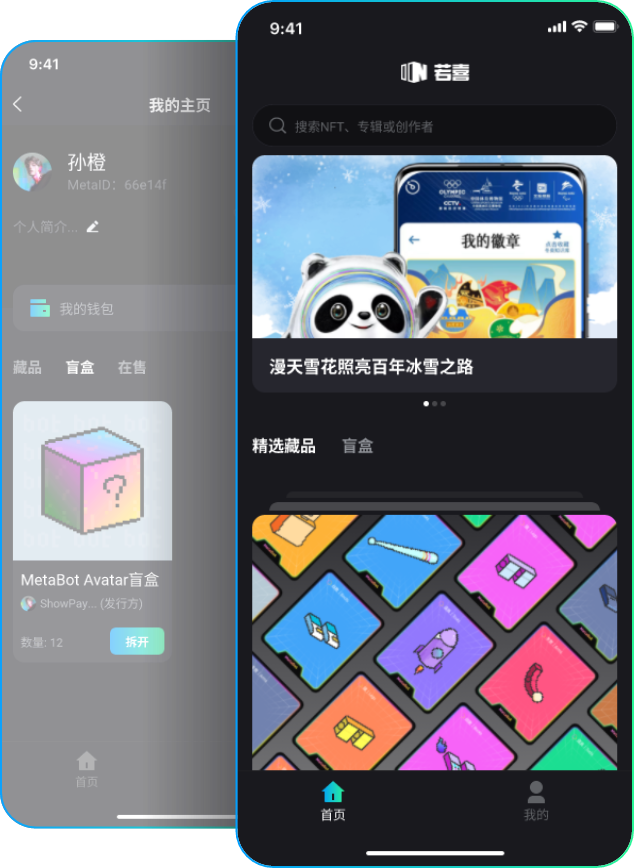 9:41
我的主页
孙橙
MetaID：66e14f
个人简介...
我的钱包
藏品 盲盒 在售
?
MetaBot Avatar盲盒
ShowPay... (发行方)
数量: 12
拆开
首页
9:41
若喜
搜索NFT、专辑或创作者
OLYMPIC
CCTV
我的徽章
漫天雪花照亮百年冰雪之路
精选藏品 盲盒
首页 我的